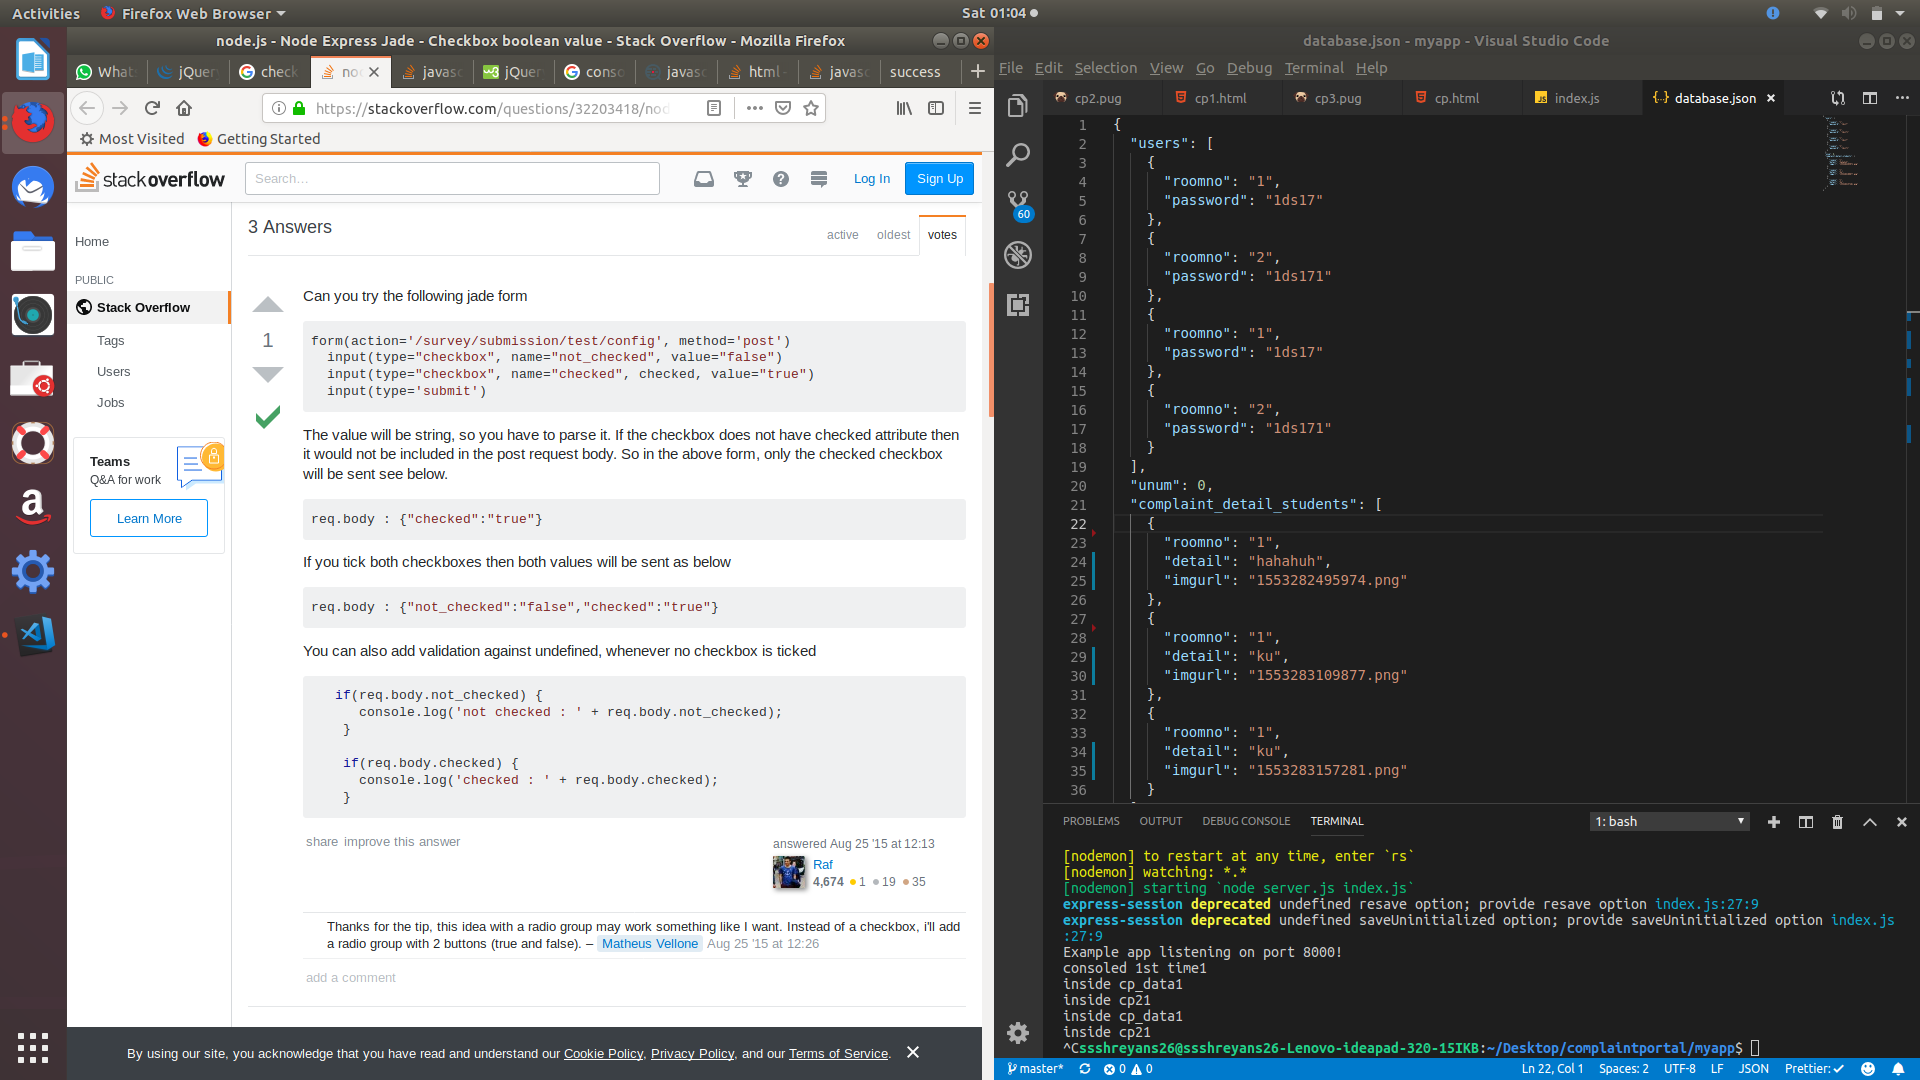 Activities
Firefox Web Browser
Sat 01:04
node.js - Node Express Jade - Checkbox boolean value - Stack Overflow - Mozilla Firefox
What
jQuer
check
no
javasc
jQuer
conso
javasc
html -
javasc
success
https://stackoverflow.com/questions/32203418/nod
Most Visited
Getting Started
stackoverflow
Search...
Log In
Sign Up
Home
PUBLIC
Stack Overflow
Tags
Users
Jobs
Teams
Q&A for work
Learn More
3 Answers
active
oldest
votes
1
Can you try the following jade form
form(action='/survey/submission/test/config', method='post')
input(type="checkbox", name="not_checked", value="false")
input(type="checkbox", name="checked", checked, value="true")
input(type='submit')
The value will be string, so you have to parse it. If the checkbox does not have checked attribute then
it would not be included in the post request body. So in the above form, only the checked checkbox
will be sent see below.
req.body : {"checked":"true"}
If you tick both checkboxes then both values will be sent as below
req.body : {"not_checked":"false","checked":"true"}
You can also add validation against undefined, whenever no checkbox is ticked
if(req.body.not_checked) {
console.log('not checked : ' + req.body.not_checked);
}
if(req.body.checked) {
console.log('checked : ' + req.body.checked);
}
share improve this answer
answered Aug 25 '15 at 12:13
Raf
4,674 1 19 35
Thanks for the tip, this idea with a radio group may work something like I want. Instead of a checkbox, i'll add
a radio group with 2 buttons (true and false). – Matheus Vellone Aug 25 '15 at 12:26
add a comment
By using our site, you acknowledge that you have read and understand our Cookie Policy, Privacy Policy, and our Terms of Service.
database.json - myapp - Visual Studio Code
File Edit Selection View Go Debug Terminal Help
cp2.pug
cp1.html
cp3.pug
cp.html
index.js
database.json
60
1 {
2 "users": [
3 {
4 "roomno": "1",
5 "password": "1ds17"
6 },
7 {
8 "roomno": "2",
9 "password": "1ds171"
10 },
11 {
12 "roomno": "1",
13 "password": "1ds17"
14 },
15 {
16 "roomno": "2",
17 "password": "1ds171"
18 }
19 ],
20 "unum": 0,
21 "complaint_detail_students": [
22 {
23 "roomno": "1",
24 "detail": "hahahuh",
25 "imgurl": "1553282495974.png"
26 },
27 {
28 "roomno": "1",
29 "detail": "ku",
30 "imgurl": "1553283109877.png"
31 },
32 {
33 "roomno": "1",
34 "detail": "ku",
35 "imgurl": "1553283157281.png"
36 }
PROBLEMS
OUTPUT
DEBUG CONSOLE
TERMINAL
1: bash
[nodemon] to restart at any time, enter `rs`
[nodemon] watching: *.*
[nodemon] starting `node server.js index.js`
express-session deprecated undefined resave option; provide resave option index.js:27:9
express-session deprecated undefined saveUninitialized option; provide saveUninitialized option index.js
:27:9
Example app listening on port 8000!
consoled 1st time1
inside cp_data1
inside cp21
inside cp_data1
inside cp21
^Cssshreyans26@ssshreyans26-Lenovo-ideapad-320-15IKB:~/Desktop/complaintportal/myapp$
master*
0
0
Ln 22, Col 1
Spaces: 2
UTF-8
LF
JSON
Prettier: ✓